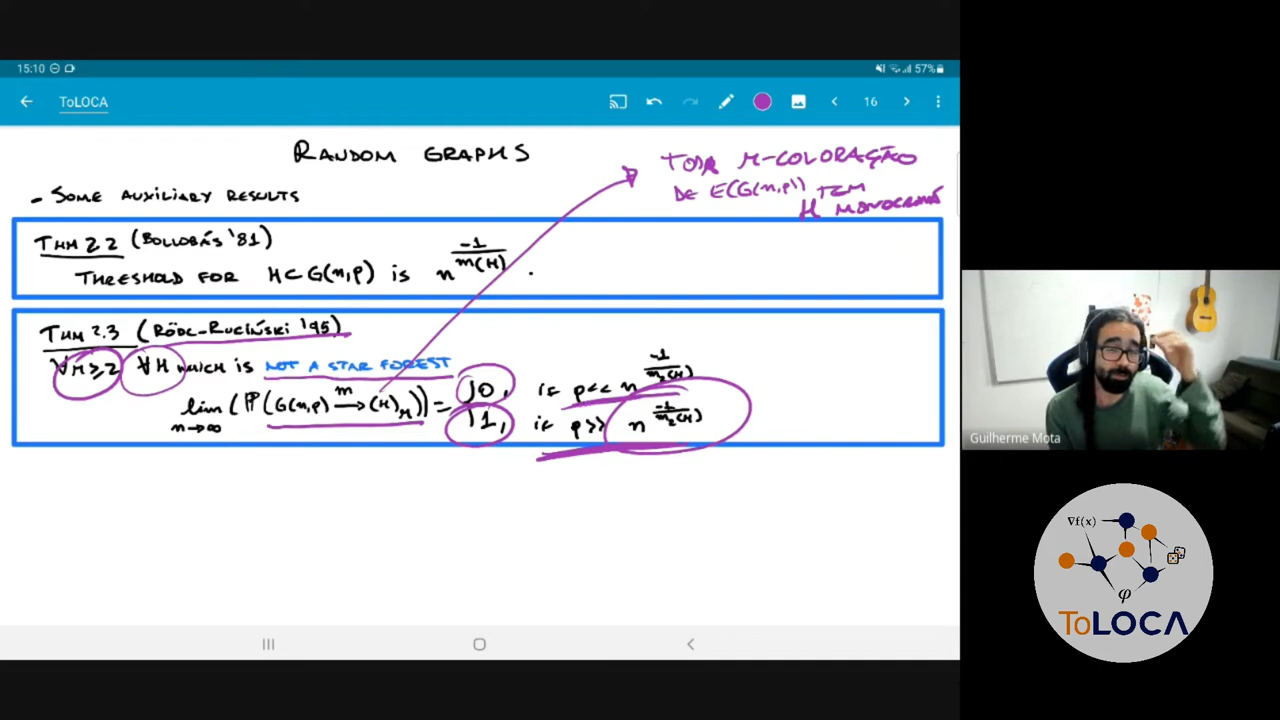 15:10
57%
ToLOCA
16
RANDOM GRAPHS
TODA r-COLORAÇÃO
DE E(G(n,p)) TEM
H MONOCROMÁ
- SOME AUXILIARY RESULTS
THM 2.2 (BOLLOBÁS '81)
THRESHOLD FOR H⊂G(n,p) is n^{-1/m(H)}.
THM 2.3 (RÖDL-RUCIŃSKI '95)
∀r≥2 ∀H which is NOT A STAR FOREST
lim_{n→∞} (ℙ(G(n,p) →^m (H)_r)) = {0, if p<< n^{-1/m_2(H)}
1, if p>> n^{-1/m_2(H)}
Guilherme Mota
∇f(x)
φ
ToLOCA